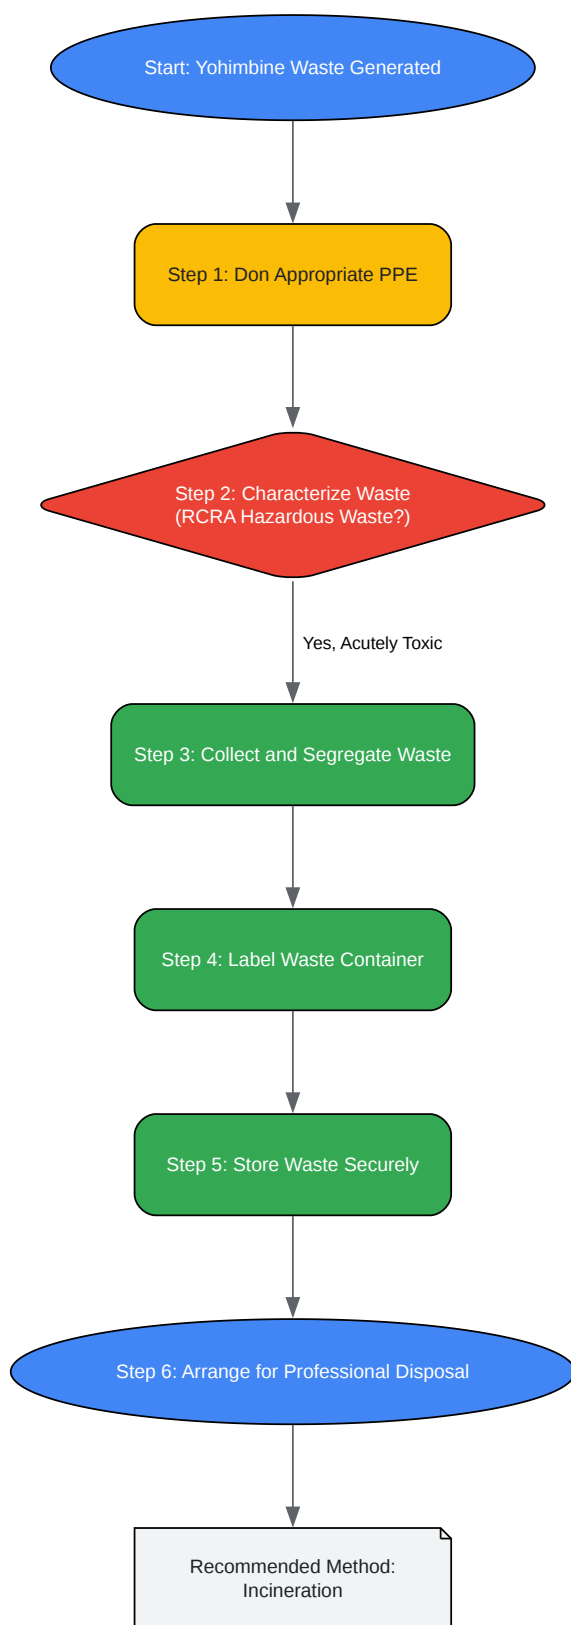 Start: Yohimbine Waste Generated
Step 1: Don Appropriate PPE
Step 2: Characterize Waste
(RCRA Hazardous Waste?)
Yes, Acutely Toxic
Step 3: Collect and Segregate Waste
Step 4: Label Waste Container
Step 5: Store Waste Securely
Step 6: Arrange for Professional Disposal
Recommended Method:
Incineration